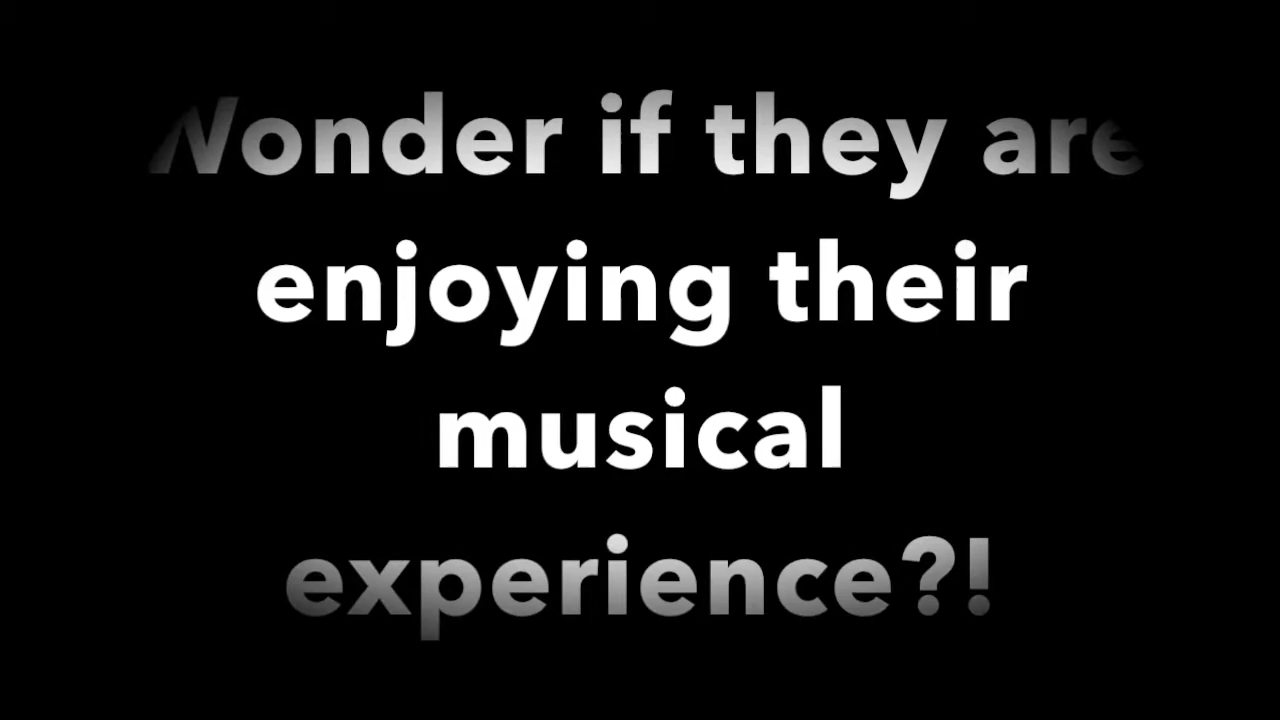 Wonder if they are
enjoying their
musical
experience?!